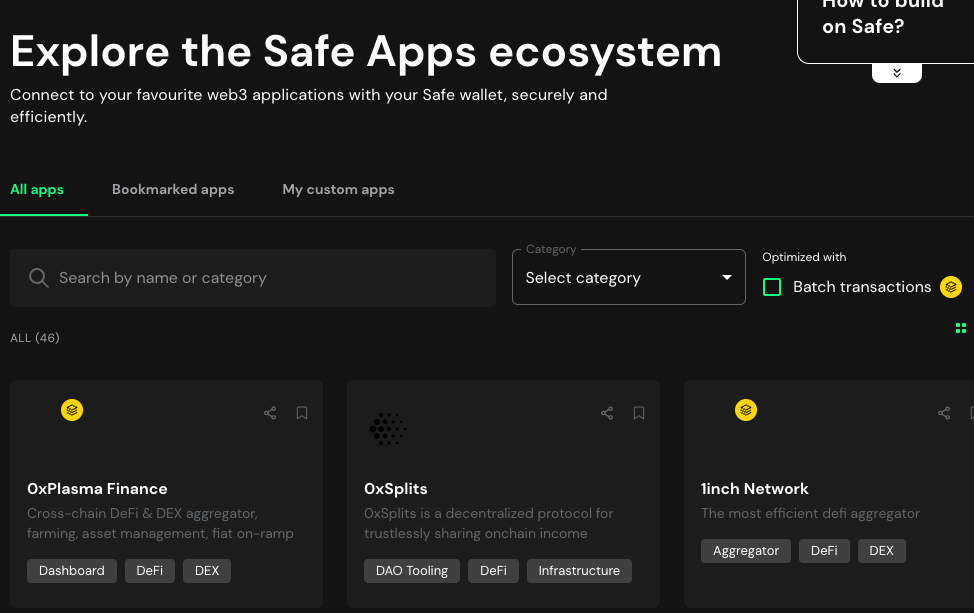 How to build
on Safe?
Explore the Safe Apps ecosystem
Connect to your favourite web3 applications with your Safe wallet, securely and
efficiently.
All apps
Bookmarked apps
My custom apps
Search by name or category
Category
Select category
Optimized with
Batch transactions
ALL (46)
0xPlasma Finance
Cross-chain DeFi & DEX aggregator,
farming, asset management, fiat on-ramp
Dashboard
DeFi
DEX
0xSplits
0xSplits is a decentralized protocol for
trustlessly sharing onchain income
DAO Tooling
DeFi
Infrastructure
1inch Network
The most efficient defi aggregator
Aggregator
DeFi
DEX